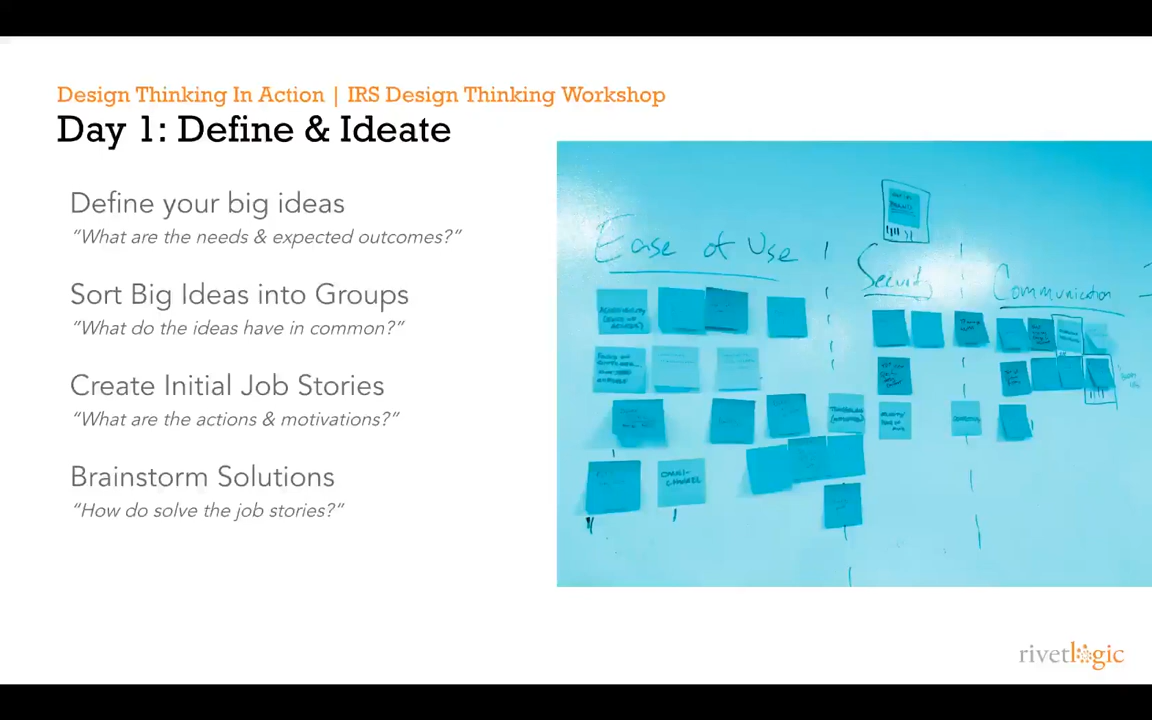 Design Thinking In Action | IRS Design Thinking Workshop
Day 1: Define & Ideate
Define your big ideas
“What are the needs & expected outcomes?”
Sort Big Ideas into Groups
“What do the ideas have in common?”
Create Initial Job Stories
“What are the actions & motivations?”
Brainstorm Solutions
“How do solve the job stories?”
Ease of Use
Security
Communication
OMNI-
CHANNEL
rivetlogic